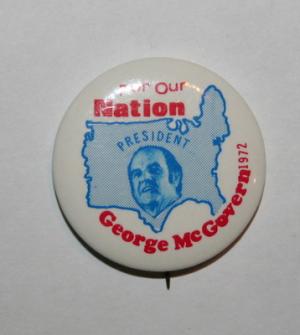 For Our
Nation
PRESIDENT
George McGovern 1972